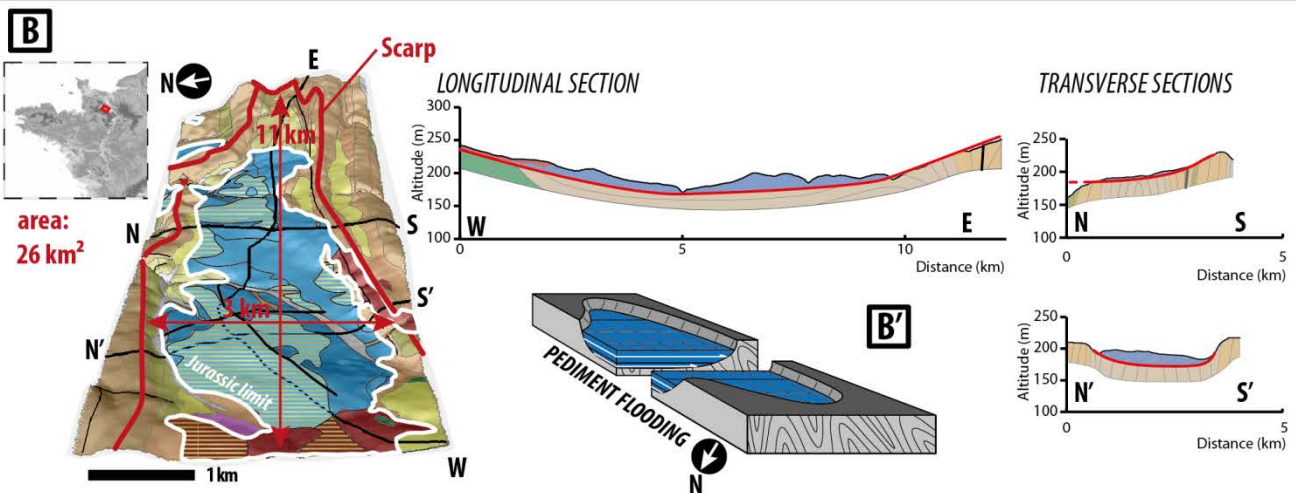 B
N
E
Scarp
11 km
area:
26 km²
N
S
3 km
S'
N'
Jurassic limit
W
1 km
LONGITUDINAL SECTION
Altitude (m)
300
250
200
150
100
W
E
0
5
10
Distance (km)
PEDIMENT FLOODING
N
B'
TRANSVERSE SECTIONS
Altitude (m)
250
200
150
100
N
S
0
5
Distance (km)
Altitude (m)
250
200
150
100
N'
S'
0
5
Distance (km)